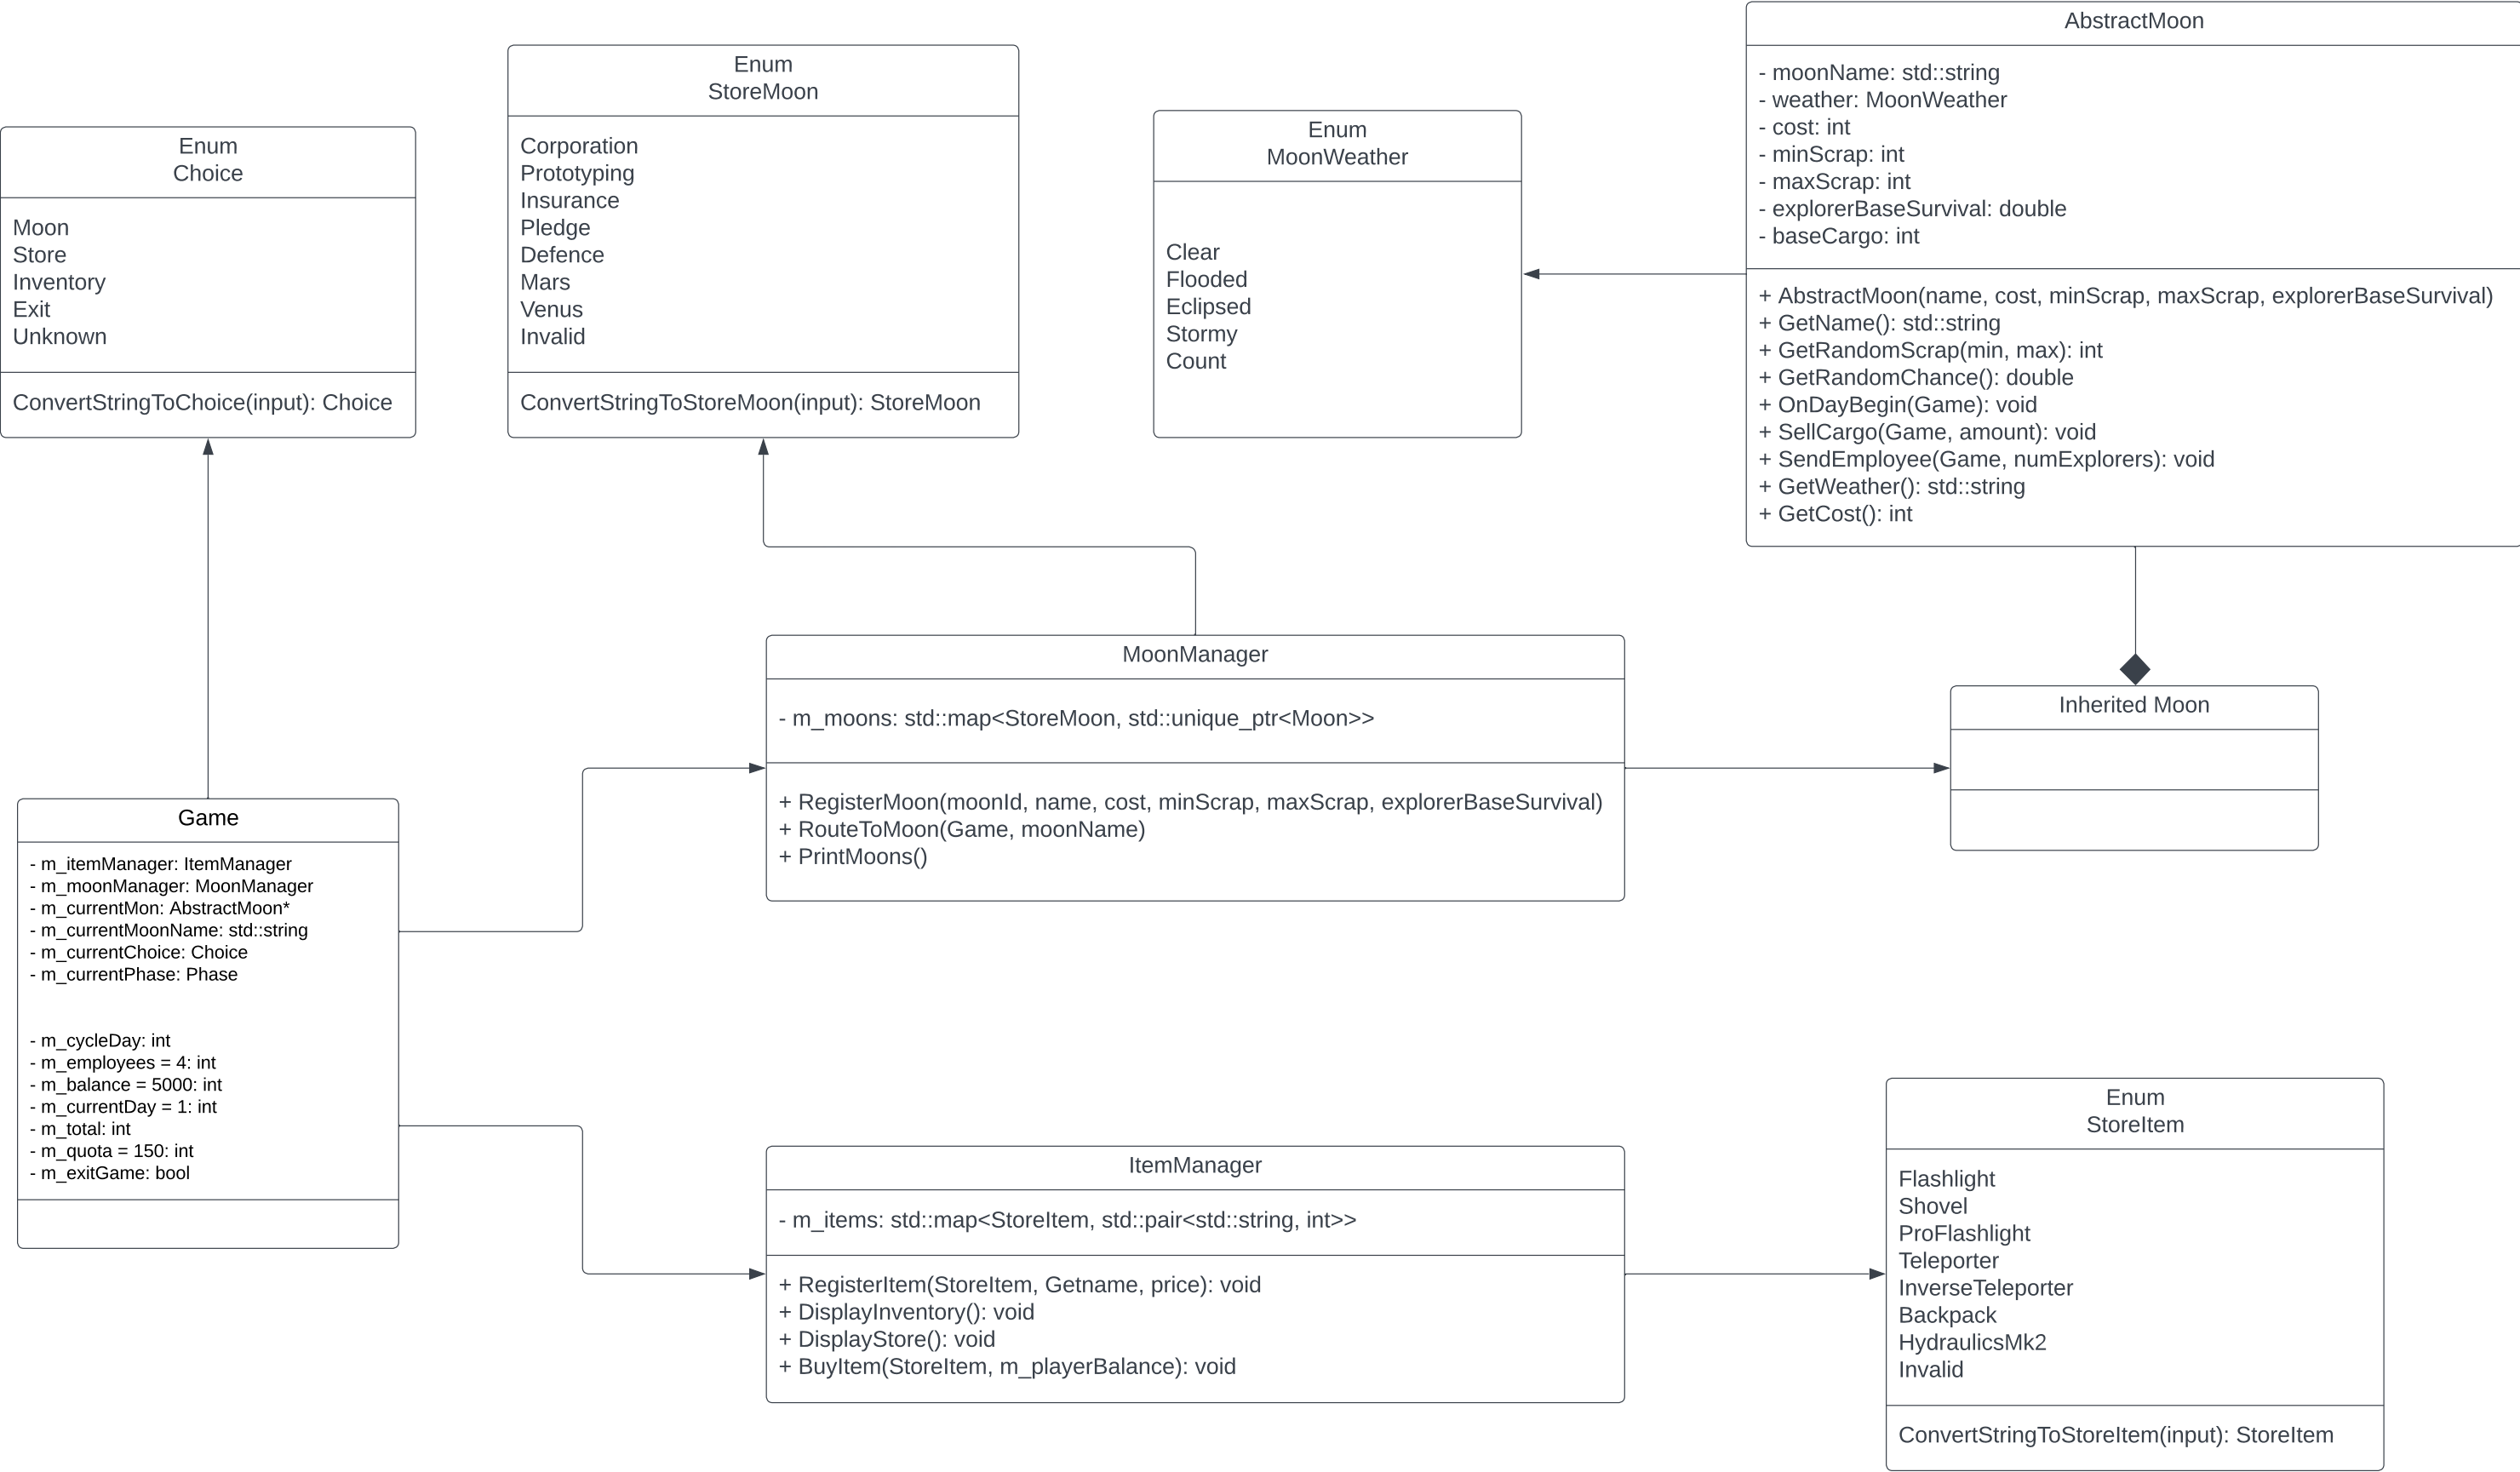 Enum
Choice
Moon
Store
Inventory
Exit
Unknown
ConvertStringToChoice(input): Choice
Enum
StoreMoon
Corporation
Prototyping
Insurance
Pledge
Defence
Mars
Venus
Invalid
ConvertStringToStoreMoon(input): StoreMoon
Enum
MoonWeather
Clear
Flooded
Eclipsed
Stormy
Count
AbstractMoon
- moonName: std::string
- weather: MoonWeather
- cost: int
- minScrap: int
- maxScrap: int
- explorerBaseSurvival: double
- baseCargo: int
+ AbstractMoon(name, cost, minScrap, maxScrap, explorerBaseSurvival)
+ GetName(): std::string
+ GetRandomScrap(min, max): int
+ GetRandomChance(): double
+ OnDayBegin(Game): void
+ SellCargo(Game, amount): void
+ SendEmployee(Game, numExplorers): void
+ GetWeather(): std::string
+ GetCost(): int
MoonManager
- m_moons: std::map<StoreMoon, std::unique_ptr<Moon>>
+ RegisterMoon(moonId, name, cost, minScrap, maxScrap, explorerBaseSurvival)
+ RouteToMoon(Game, moonName)
+ PrintMoons()
Inherited Moon
Game
- m_itemManager: ItemManager
- m_moonManager: MoonManager
- m_currentMon: AbstractMoon*
- m_currentMoonName: std::string
- m_currentChoice: Choice
- m_currentPhase: Phase
- m_cycleDay: int
- m_employees = 4: int
- m_balance = 5000: int
- m_currentDay = 1: int
- m_total: int
- m_quota = 150: int
- m_exitGame: bool
ItemManager
- m_items: std::map<StoreItem, std::pair<std::string, int>>
+ RegisterItem(StoreItem, Getname, price): void
+ DisplayInventory(): void
+ DisplayStore(): void
+ BuyItem(StoreItem, m_playerBalance): void
Enum
StoreItem
Flashlight
Shovel
ProFlashlight
Teleporter
InverseTeleporter
Backpack
HydraulicsMk2
Invalid
ConvertStringToStoreItem(input): StoreItem